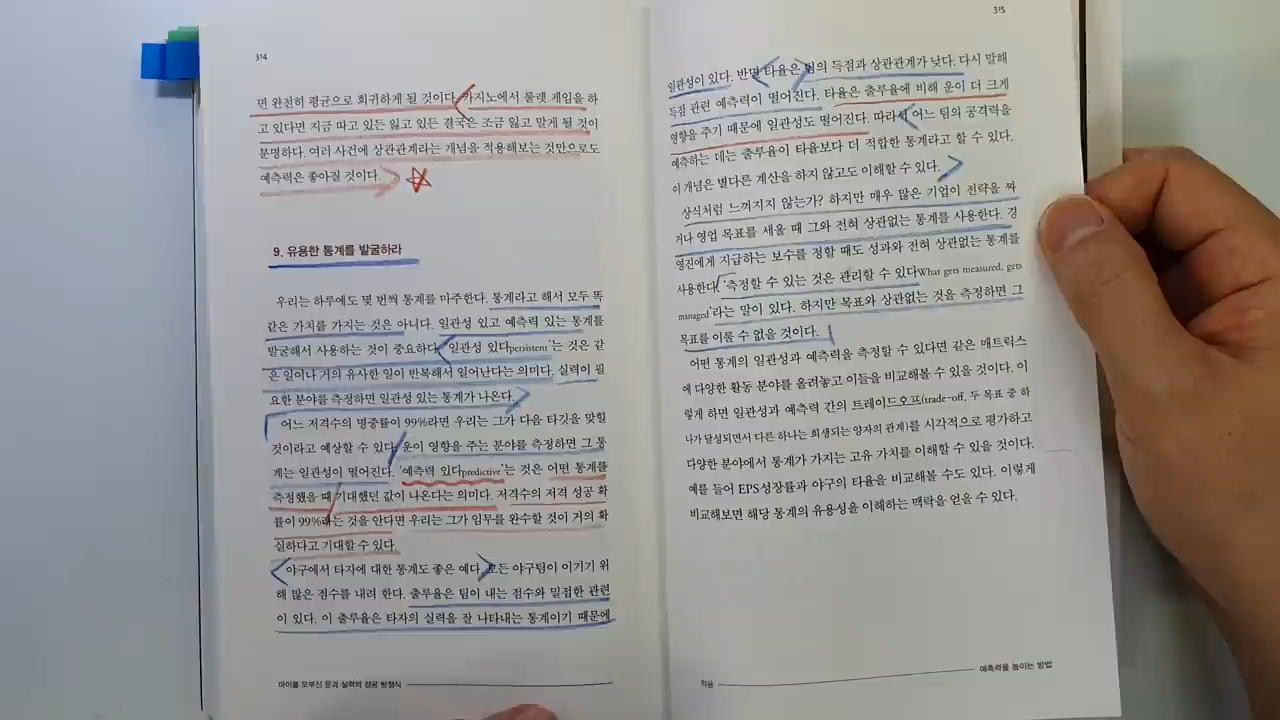 314
면 완전히 평균으로 회귀하게 될 것이다. 카지노에서 룰렛 게임을 하
고 있다면 지금 따고 있든 잃고 있든 결국은 조금 잃고 말게 될 것이
분명하다. 여러 사건에 상관관계라는 개념을 적용해보는 것만으로도
예측력은 좋아질 것이다.
9. 유용한 통계를 발굴하라
우리는 하루에도 몇 번씩 통계를 마주한다. 통계라고 해서 모두 똑
같은 가치를 가지는 것은 아니다. 일관성 있고 예측력 있는 통계를
발굴해서 사용하는 것이 중요하다. '일관성 있다persistent'는 것은 같
은 일이나 거의 유사한 일이 반복해서 일어난다는 의미다. 실력이 필
요한 분야를 측정하면 일관성 있는 통계가 나온다.
어느 저격수의 명중률이 99%라면 우리는 그가 다음 타깃을 맞힐
것이라고 예상할 수 있다. 운이 영향을 주는 분야를 측정하면 그 통
계는 일관성이 떨어진다. '예측력 있다predictive'는 것은 어떤 통계를
측정했을 때 기대했던 값이 나온다는 의미다. 저격수의 저격 성공 확
률이 99%라는 것을 안다면 우리는 그가 임무를 완수할 것이 거의 확
실하다고 기대할 수 있다.
야구에서 타자에 대한 통계도 좋은 예다. 모든 야구팀이 이기기 위
해 많은 점수를 내려 한다. 출루율은 팀이 내는 점수와 밀접한 관련
이 있다. 이 출루율은 타자의 실력을 잘 나타내는 통계이기 때문에
마이클 모부신 운과 실력의 성공 방정식
315
일관성이 있다. 반면 타율은 팀의 득점과 상관관계가 낮다. 다시 말해
득점 관련 예측력이 떨어진다. 타율은 출루율에 비해 운이 더 크게
영향을 주기 때문에 일관성도 떨어진다. 따라서 어느 팀의 공격력을
예측하는 데는 출루율이 타율보다 더 적합한 통계라고 할 수 있다.
이 개념은 별다른 계산을 하지 않고도 이해할 수 있다.
상식처럼 느껴지지 않는가? 하지만 매우 많은 기업이 전략을 짜
거나 영업 목표를 세울 때 그와 전혀 상관없는 통계를 사용한다. 경
영진에게 지급하는 보수를 정할 때도 성과와 전혀 상관없는 통계를
사용한다. '측정할 수 있는 것은 관리할 수 있다What gets measured, gets
managed'라는 말이 있다. 하지만 목표와 상관없는 것을 측정하면 그
목표를 이룰 수 없을 것이다.
어떤 통계의 일관성과 예측력을 측정할 수 있다면 같은 매트릭스
에 다양한 활동 분야를 올려놓고 이들을 비교해볼 수 있을 것이다. 이
렇게 하면 일관성과 예측력 간의 트레이드오프(trade-off, 두 목표 중 하
나가 달성되면서 다른 하나는 희생되는 양자의 관계)를 시각적으로 평가하고
다양한 분야에서 통계가 가지는 고유 가치를 이해할 수 있을 것이다.
예를 들어 EPS성장률과 야구의 타율을 비교해볼 수도 있다. 이렇게
비교해보면 해당 통계의 유용성을 이해하는 맥락을 얻을 수 있다.
적용
예측력을 높이는 방법